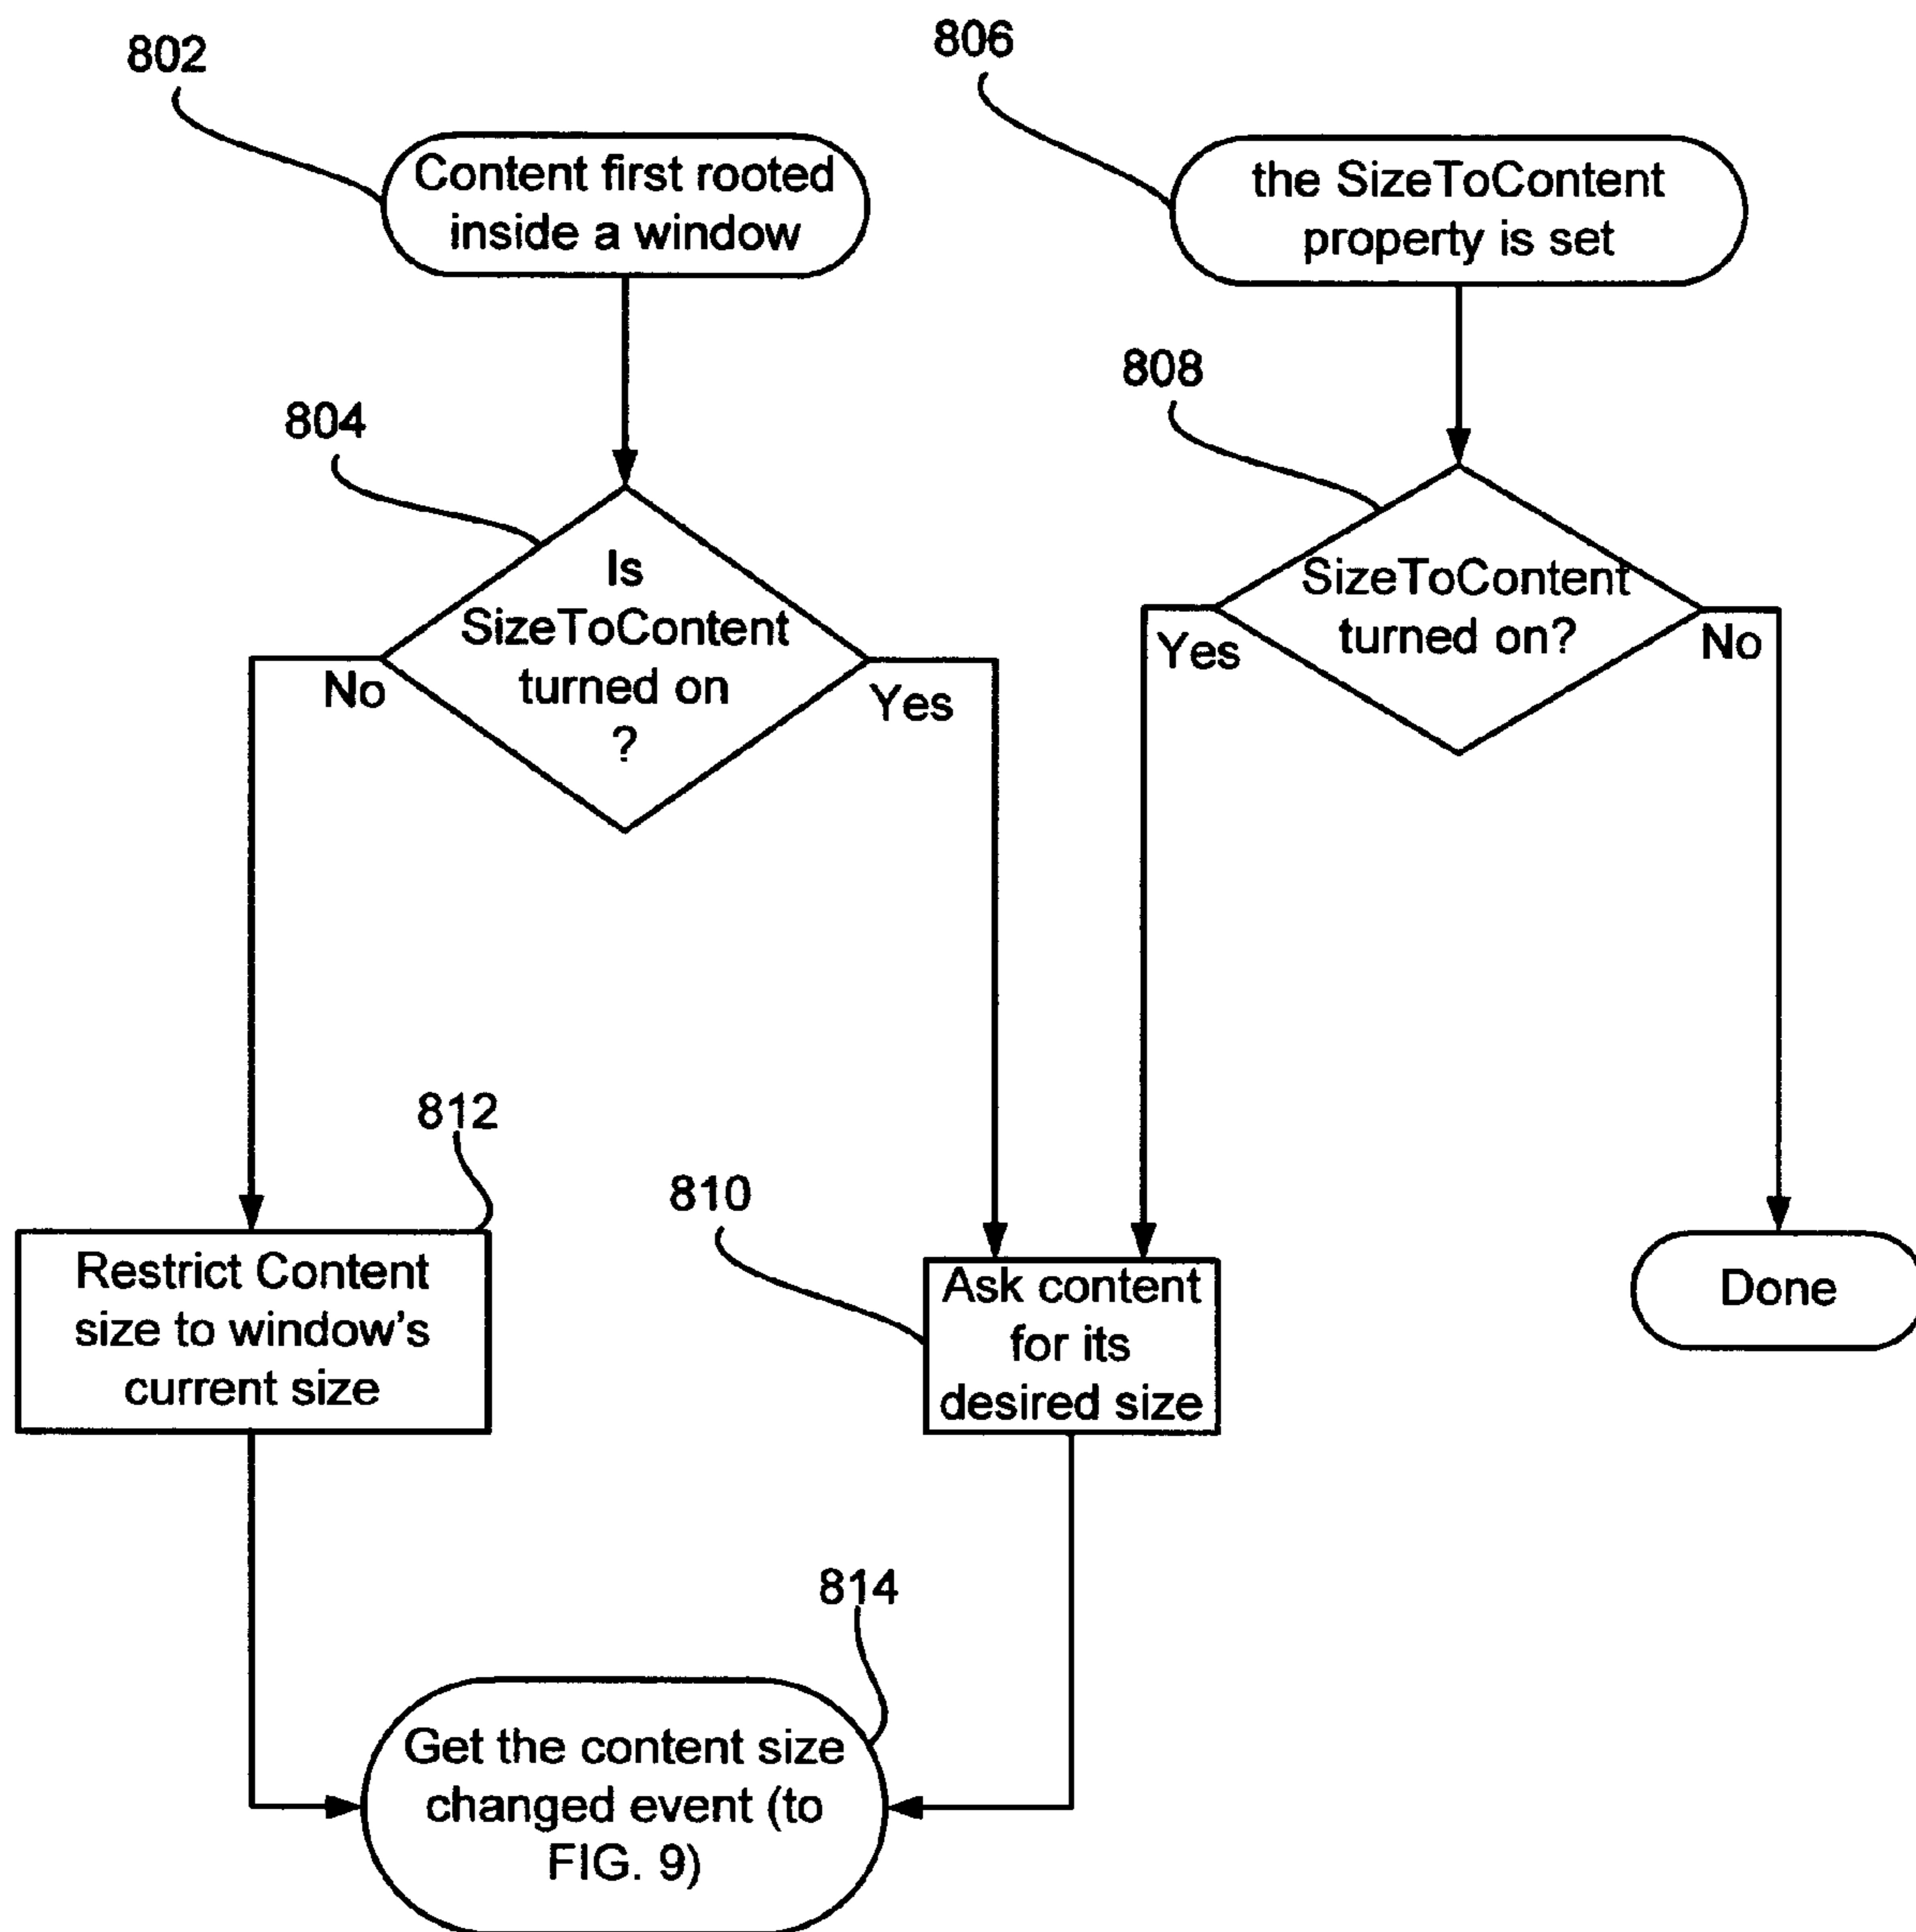 802
806
Content first rooted
inside a window
the SizeToContent
property is set
804
808
Is
SizeToContent
turned on
?
No
Yes
SizeToContent
turned on?
Yes
No
812
810
Restrict Content
size to window's
current size
Ask content
for its
desired size
Done
814
Get the content size
changed event (to
FIG. 9)